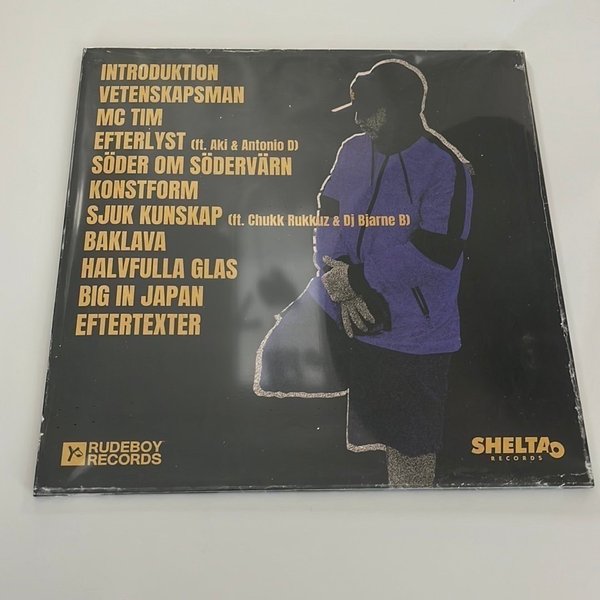 INTRODUKTION
VETENSKAPSMAN
MC TIM
EFTERLYST (ft. Aki & Antonio D)
SÖDER OM SÖDERVÄRN
KONSTFORM
SJUK KUNSKAP (ft. Chukk Rukkuz & Dj Bjarne B)
BAKLAVA
HALVFULLA GLAS
BIG IN JAPAN
EFTERTEXTER
RUDEBOY
RECORDS
SHELTA
RECORDS